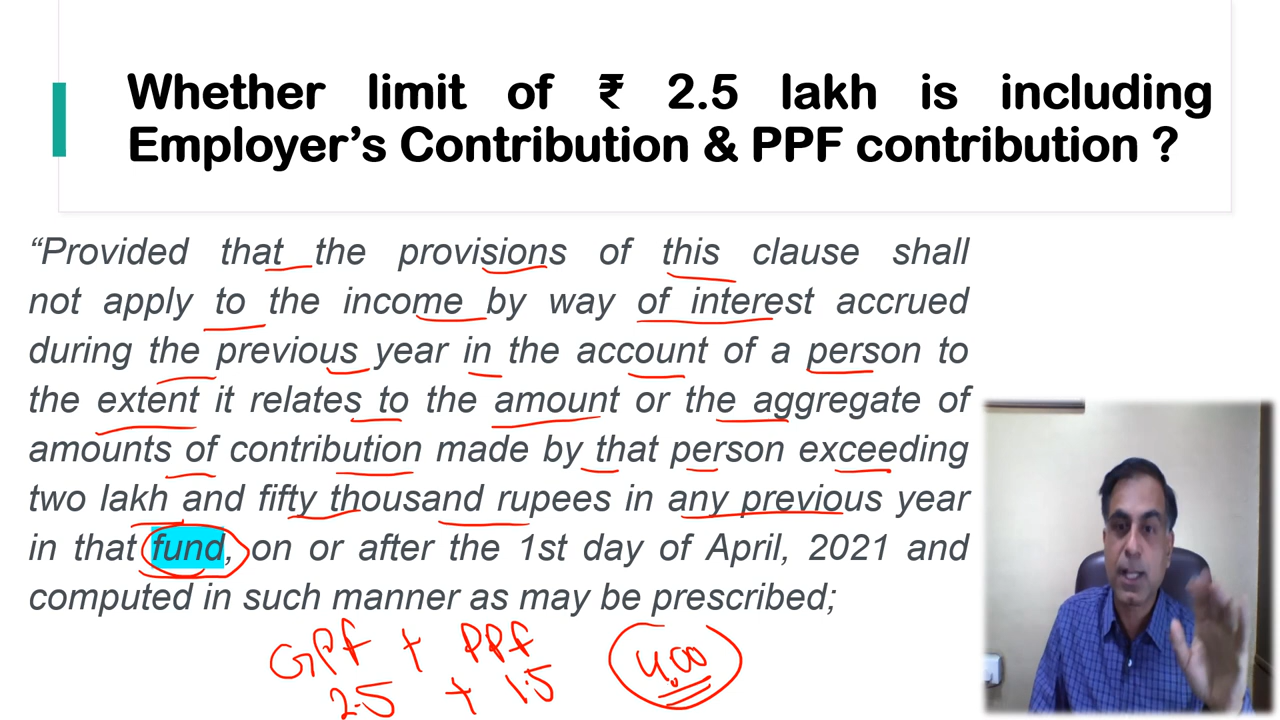 Whether limit of ₹ 2.5 lakh is including
Employer’s Contribution & PPF contribution ?
“Provided that the provisions of this clause shall
not apply to the income by way of interest accrued
during the previous year in the account of a person to
the extent it relates to the amount or the aggregate of
amounts of contribution made by that person exceeding
two lakh and fifty thousand rupees in any previous year
in that fund, on or after the 1st day of April, 2021 and
computed in such manner as may be prescribed;
GPF + PPF
2.5 + 1.5
4.00